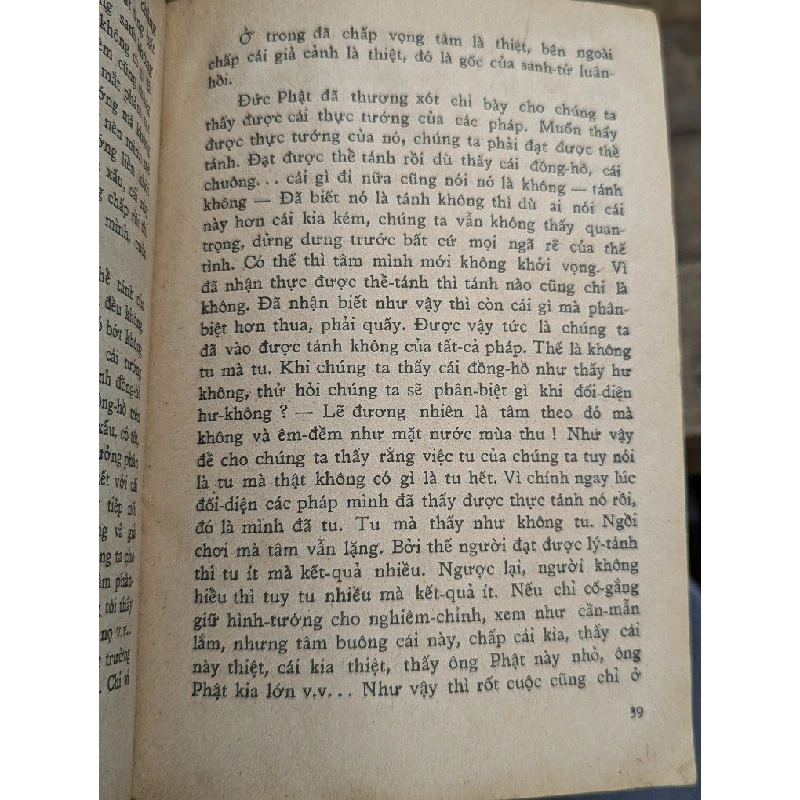 Ở trong đã chấp vọng tâm là thiệt, bên ngoài
chấp cái giả cảnh là thiệt, đó là gốc của sanh-tử luân-
hồi.
Đức Phật đã thương xót chỉ bày cho chúng ta
thấy được cái thực tướng của các pháp. Muốn thấy
được thực tướng của nó, chúng ta phải đạt được thể
tánh. Đạt được thể tánh rồi dù thấy cái đồng-hồ, cái
chuông... cái gì đi nữa cũng nói nó là không — tánh
không — Đã biết nó là tánh không thì dù ai nói cái
này hơn cái kia kém, chúng ta vẫn không thấy quan-
trọng, dửng dưng trước bất cứ mọi ngã rẽ của thế
tình. Có thế thì tâm mình mới không khởi vọng. Vì
đã nhận thực được thể-tánh thì tánh nào cũng chỉ là
không. Đã nhận biết như vậy thì còn cái gì mà phân-
biệt hơn thua, phải quấy. Được vậy tức là chúng ta
đã vào được tánh không của tất-cả pháp. Thế là không
tu mà tu. Khi chúng ta thấy cái đồng-hồ như thấy hư
không, thử hỏi chúng ta sẽ phân-biệt gì khi đối-diện
hư-không ? — Lẽ đương nhiên là tâm theo đó mà
không và êm-đềm như mặt nước mùa thu ! Như vậy
để cho chúng ta thấy rằng việc tu của chúng ta tuy nói
là tu mà thật không có gì là tu hết. Vì chính ngay lúc
đối-diện các pháp mình đã thấy được thực tánh nó rồi,
đó là mình đã tu. Tu mà thấy như không tu. Ngồi
chơi mà tâm vẫn lặng. Bởi thế người đạt được lý-tánh
thì tu ít mà kết-quả nhiều. Ngược lại, người không
hiểu thì tuy tu nhiều mà kết-quả ít. Nếu chỉ cố-gắng
giữ hình-tướng cho nghiêm-chỉnh, xem như cần-mẫn
lắm, nhưng tâm buông cái này, chấp cái kia, thấy cái
này thiệt, cái kia thiệt, thấy ông Phật này nhỏ, ông
Phật kia lớn v.v... Như vậy thì rốt cuộc cũng chỉ ở
39